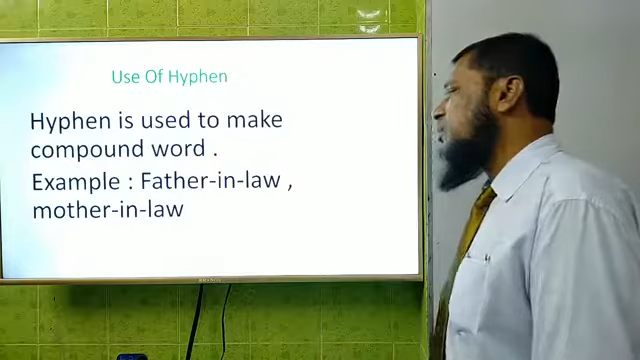 Use Of Hyphen
Hyphen is used to make
compound word .
Example : Father-in-law ,
mother-in-law